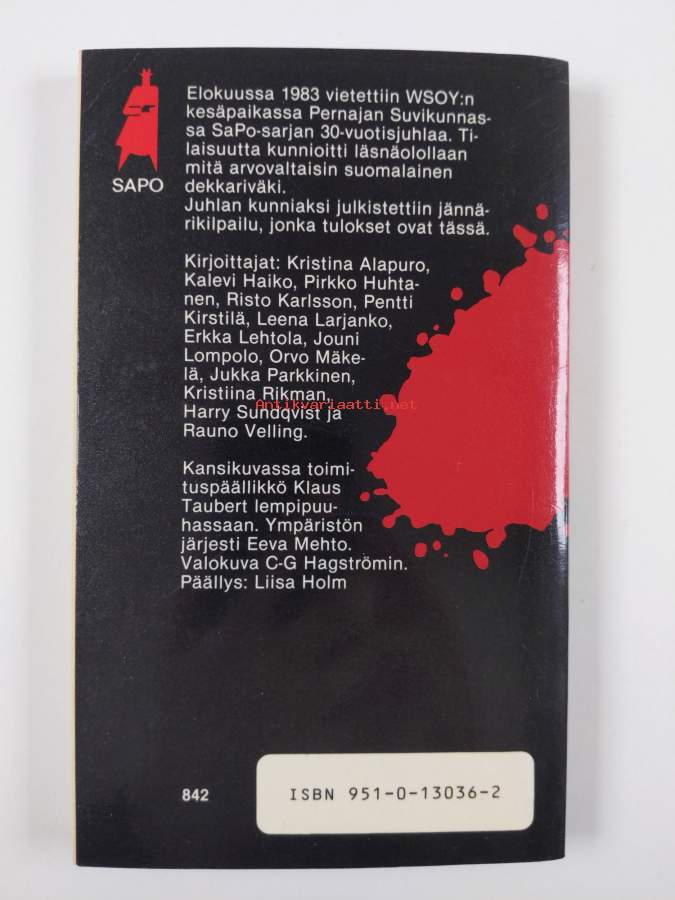 SAPO
Elokuussa 1983 vietettiin WSOY:n
kesäpaikassa Pernajan Suvikunnas-
sa SaPo-sarjan 30-vuotisjuhlaa. Ti-
laisuutta kunnioitti läsnäolollaan
mitä arvovaltaisin suomalainen
dekkariväki.
Juhlan kunniaksi julkistettiin jännä-
rikilpailu, jonka tulokset ovat tässä.
Kirjoittajat: Kristina Alapuro,
Kalevi Haiko, Pirkko Huhta-
nen, Risto Karlsson, Pentti
Kirstilä, Leena Larjanko,
Erkka Lehtola, Jouni
Lompolo, Orvo Mäke-
lä, Jukka Parkkinen,
Kristiina Rikman,
Antikvariaatti.net
Harry Sundqvist ja
Rauno Velling.
Kansikuvassa toimi-
tuspäällikkö Klaus
Taubert lempipuu-
hassaan. Ympäristön
järjesti Eeva Mehto.
Valokuva C-G Hagströmin.
Päällys: Liisa Holm
842
ISBN 951-0-13036-2